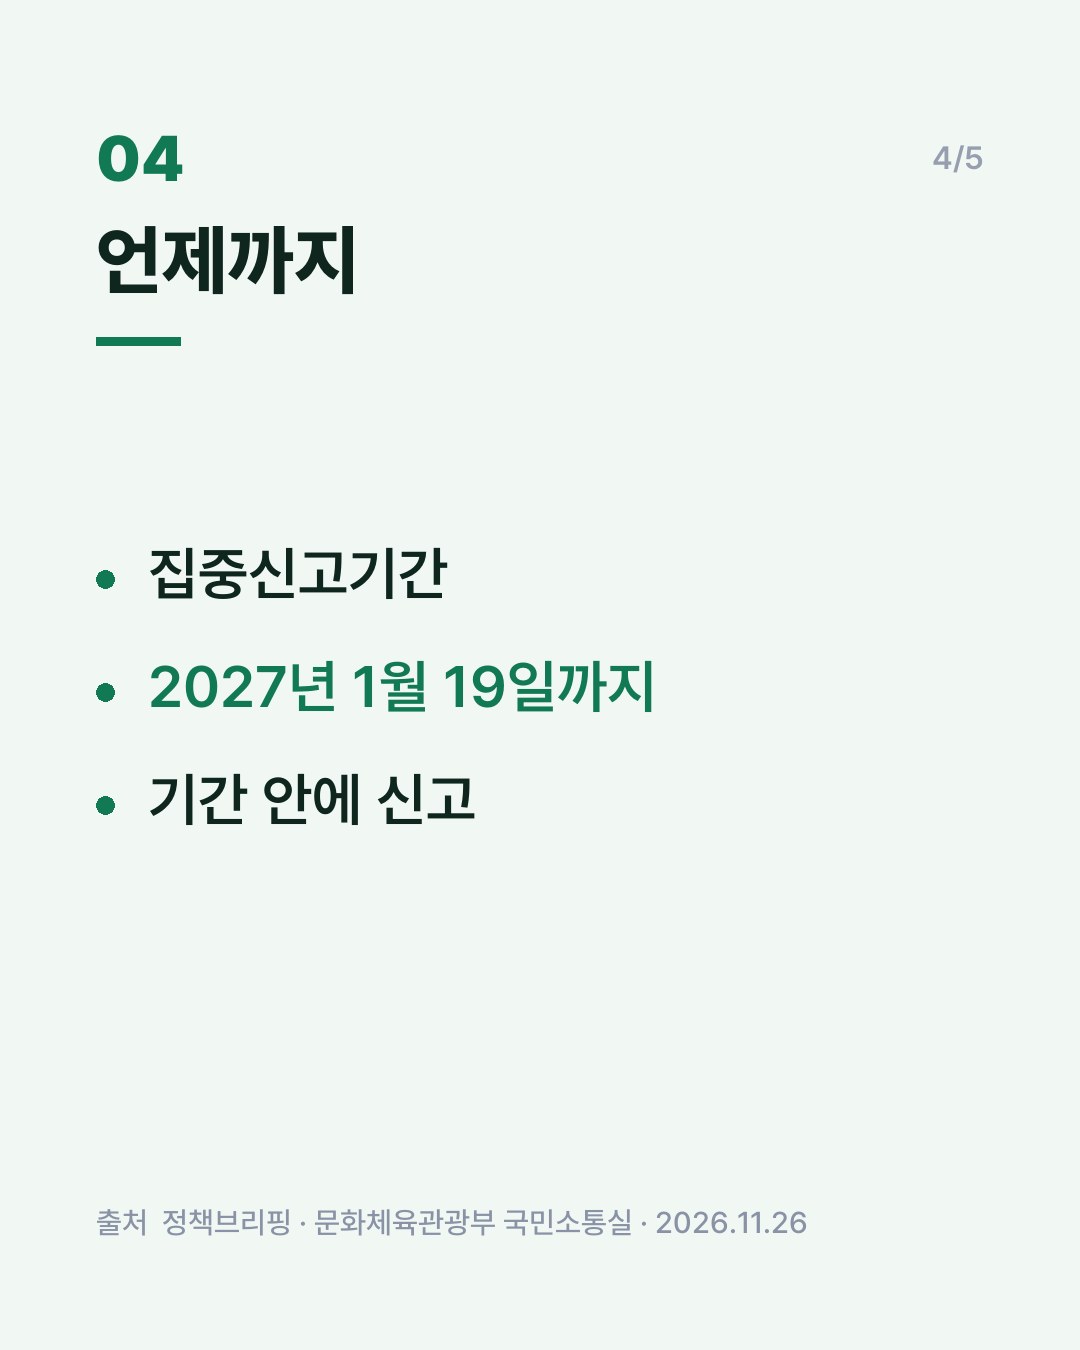 04
4/5
언제까지
집중신고기간
2027년 1월 19일까지
기간 안에 신고
출처 정책브리핑 · 문화체육관광부 국민소통실 · 2026.11.26